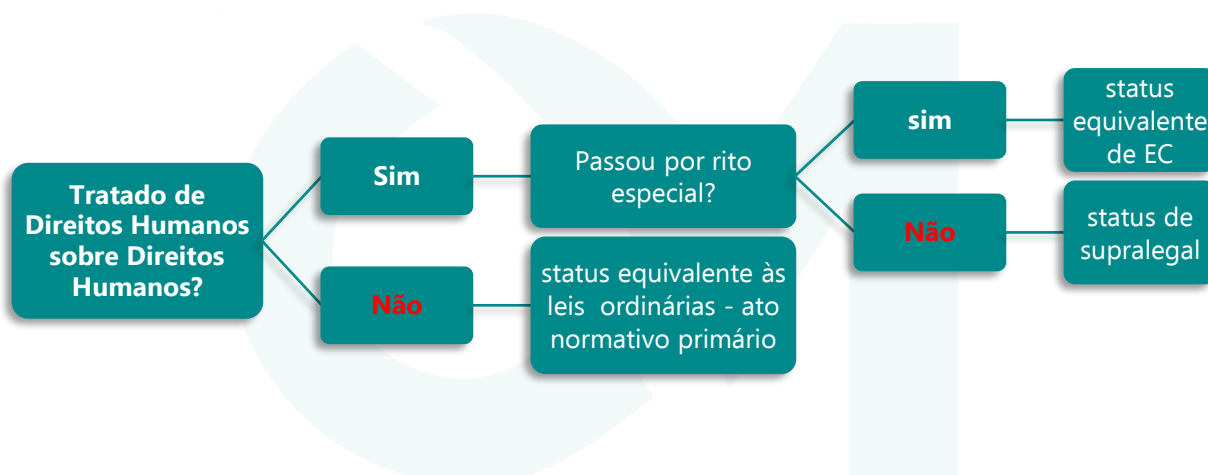 Tratado de
Direitos Humanos
sobre Direitos
Humanos?
Sim
Passou por rito
especial?
sim
status
equivalente
de EC
Não
status de
supralegal
Não
status equivalente às
leis ordinárias - ato
normativo primário